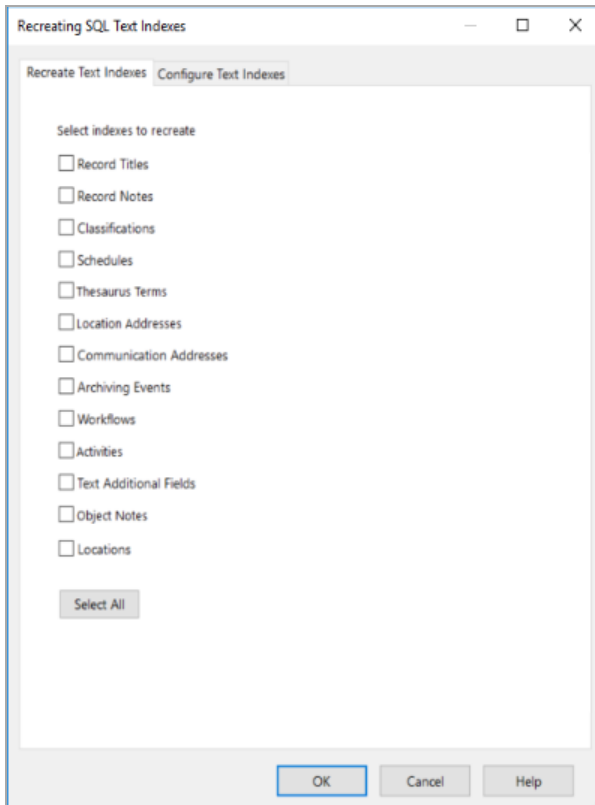 Recreating SQL Text Indexes
Recreate Text Indexes Configure Text Indexes
Select indexes to recreate
Record Titles
Record Notes
Classifications
Schedules
Thesaurus Terms
Location Addresses
Communication Addresses
Archiving Events
Workflows
Activities
Text Additional Fields
Object Notes
Locations
Select All
OK Cancel Help